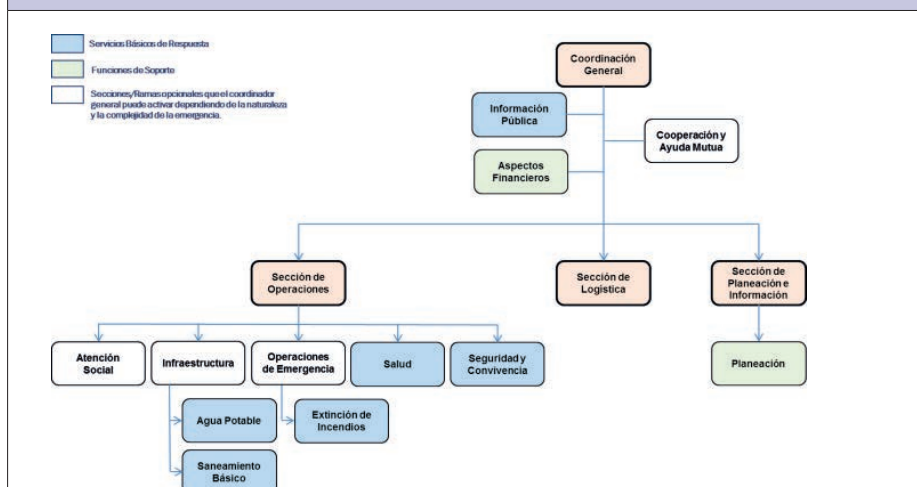 Servicios Básicos de Respuesta
Funciones de Soporte
Secciones/Ramas opcionales que el coordinador
general puede activar dependiendo de la naturaleza
y la complejidad de la emergencia.
Coordinación
General
Información
Pública
Cooperación y
Ayuda Mutua
Aspectos
Financieros
Sección de
Operaciones
Sección de
Logística
Sección de
Planeación e
Información
Atención
Social
Infraestructura
Operaciones
de Emergencia
Salud
Seguridad y
Convivencia
Planeación
Agua Potable
Extinción de
Incendios
Saneamiento
Básico